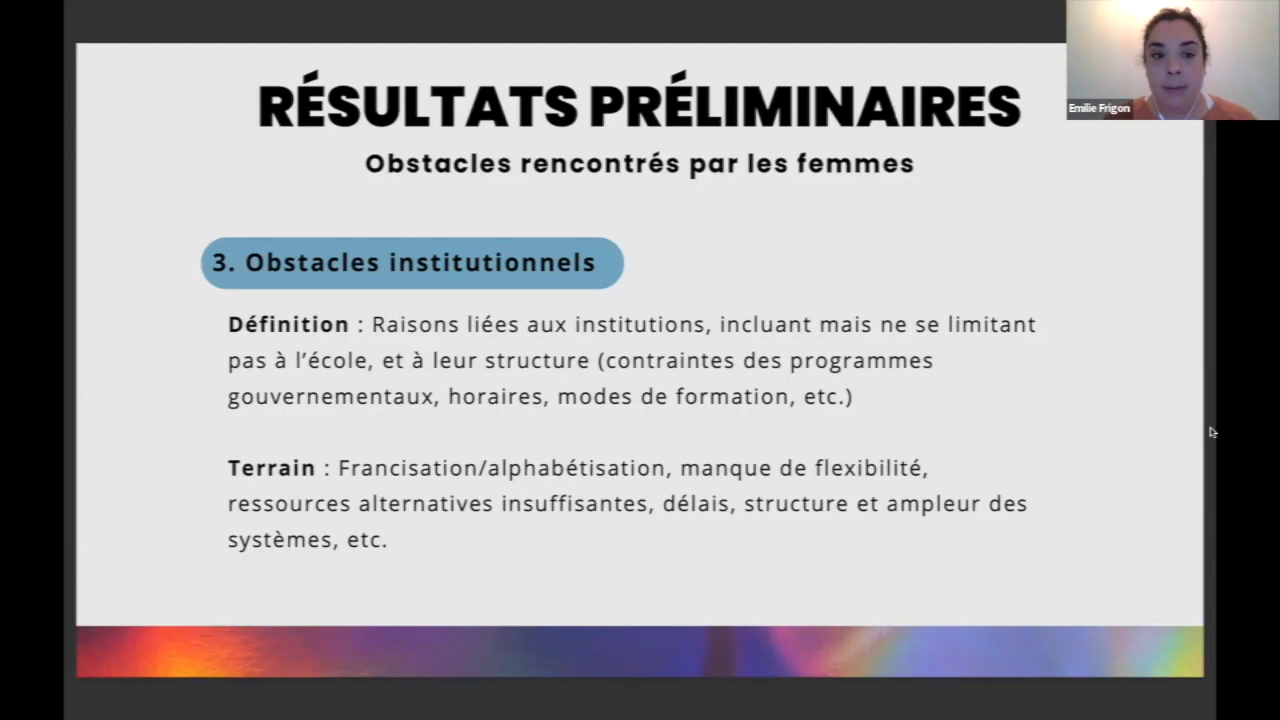 RÉSULTATS PRÉLIMINAIRES
Obstacles rencontrés par les femmes
3. Obstacles institutionnels
Définition : Raisons liées aux institutions, incluant mais ne se limitant
pas à l’école, et à leur structure (contraintes des programmes
gouvernementaux, horaires, modes de formation, etc.)
Terrain : Francisation/alphabétisation, manque de flexibilité,
ressources alternatives insuffisantes, délais, structure et ampleur des
systèmes, etc.
Emilie Frigon